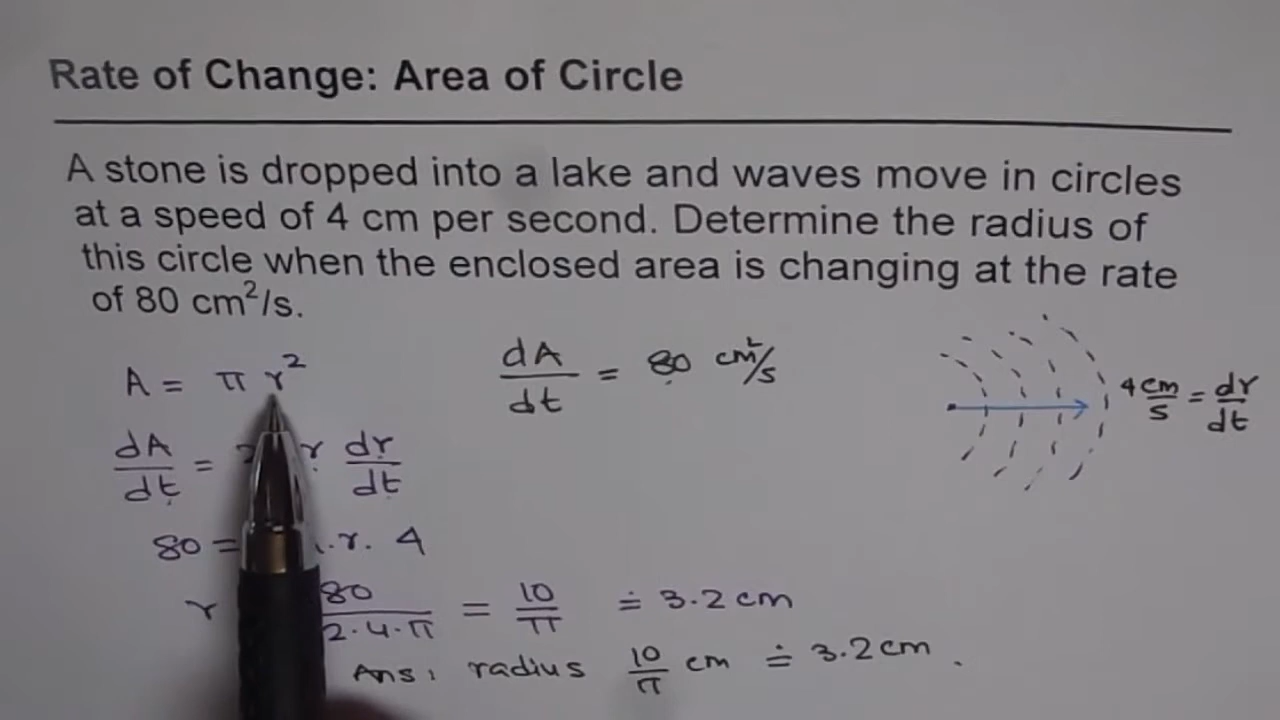 Rate of Change: Area of Circle
A stone is dropped into a lake and waves move in circles
at a speed of 4 cm per second. Determine the radius of
this circle when the enclosed area is changing at the rate
of 80 cm²/s.
A = π r²
dA/dt = 80 cm²/s
4 cm/s = dr/dt
dA/dt = r dr/dt
80 = . r . 4
r 80/2·4·π = 10/π ≐ 3.2 cm
Ans: radius 10/π cm ≐ 3.2 cm .